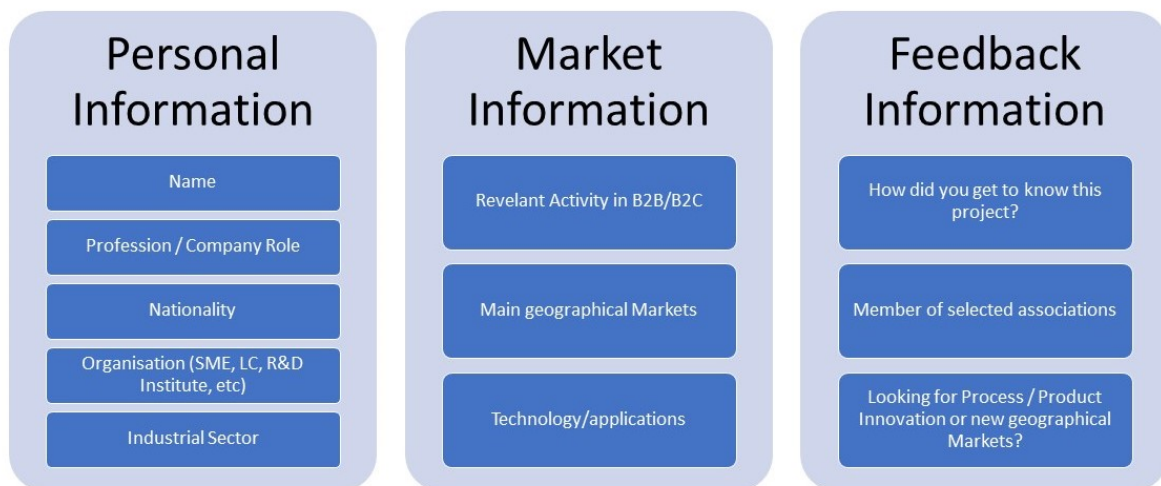 Personal
Information
Name
Profession / Company Role
Nationality
Organisation (SME, LC, R&D
Institute, etc)
Industrial Sector
Market
Information
Revelant Activity in B2B/B2C
Main geographical Markets
Technology/applications
Feedback
Information
How did you get to know this
project?
Member of selected associations
Looking for Process / Product
Innovation or new geographical
Markets?